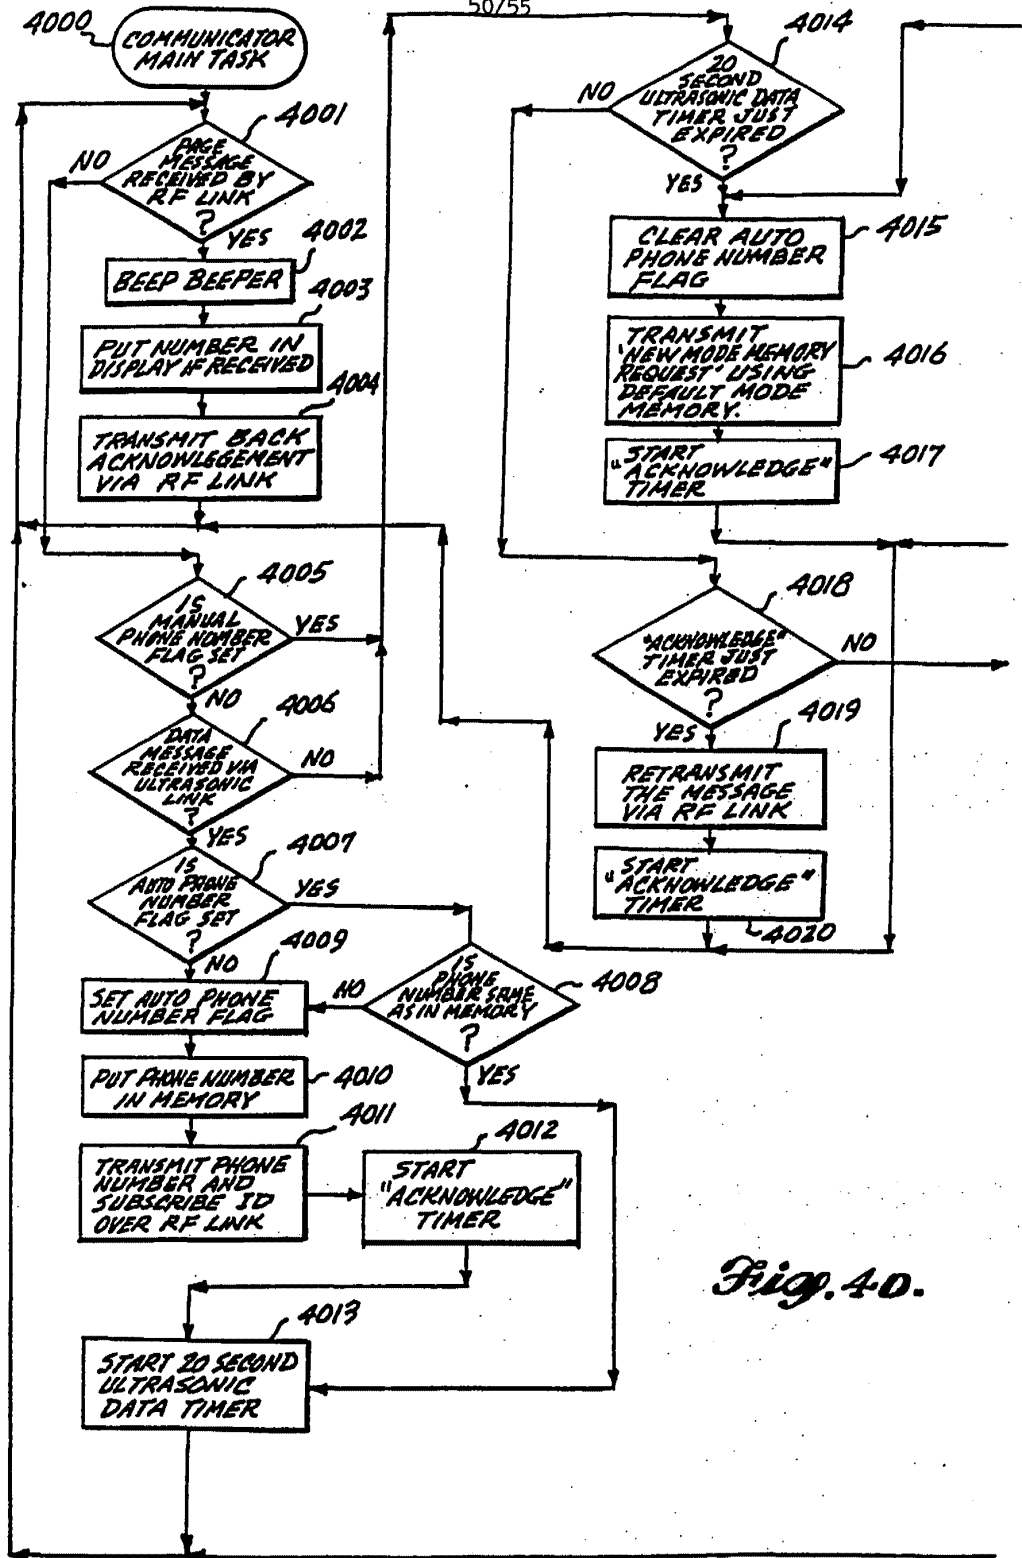 50/55
4000
COMMUNICATOR
MAIN TASK
4001
PAGE
MESSAGE
RECEIVED BY
RF LINK
?
NO
YES
4002
BEEP BEEPER
4003
PUT NUMBER IN
DISPLAY IF RECEIVED
4004
TRANSMIT BACK
ACKNOWLEGEMENT
VIA RF LINK
4005
IS
MANUAL
PHONE NUMBER
FLAG SET
?
YES
NO
4006
DATA
MESSAGE
RECEIVED VIA
ULTRASONIC
LINK
?
NO
YES
4007
IS
AUTO PHONE
NUMBER
FLAG SET
?
YES
NO
4008
IS
PHONE
NUMBER SAME
AS IN MEMORY
?
NO
YES
4009
SET AUTO PHONE
NUMBER FLAG
4010
PUT PHONE NUMBER
IN MEMORY
4011
TRANSMIT PHONE
NUMBER AND
SUBSCRIBE ID
OVER RF LINK
4012
START
"ACKNOWLEDGE"
TIMER
4013
START 20 SECOND
ULTRASONIC
DATA TIMER
4014
20
SECOND
ULTRASONIC DATA
TIMER JUST
EXPIRED
?
NO
YES
4015
CLEAR AUTO
PHONE NUMBER
FLAG
4016
TRANSMIT
'NEW MODE MEMORY
REQUEST' USING
DEFAULT MODE
MEMORY.
4017
"START
ACKNOWLEDGE"
TIMER
4018
"ACKNOWLEDGE"
TIMER JUST
EXPIRED
?
NO
YES
4019
RETRANSMIT
THE MESSAGE
VIA RF LINK
"START
ACKNOWLEDGE"
TIMER
4020
Fig. 40.